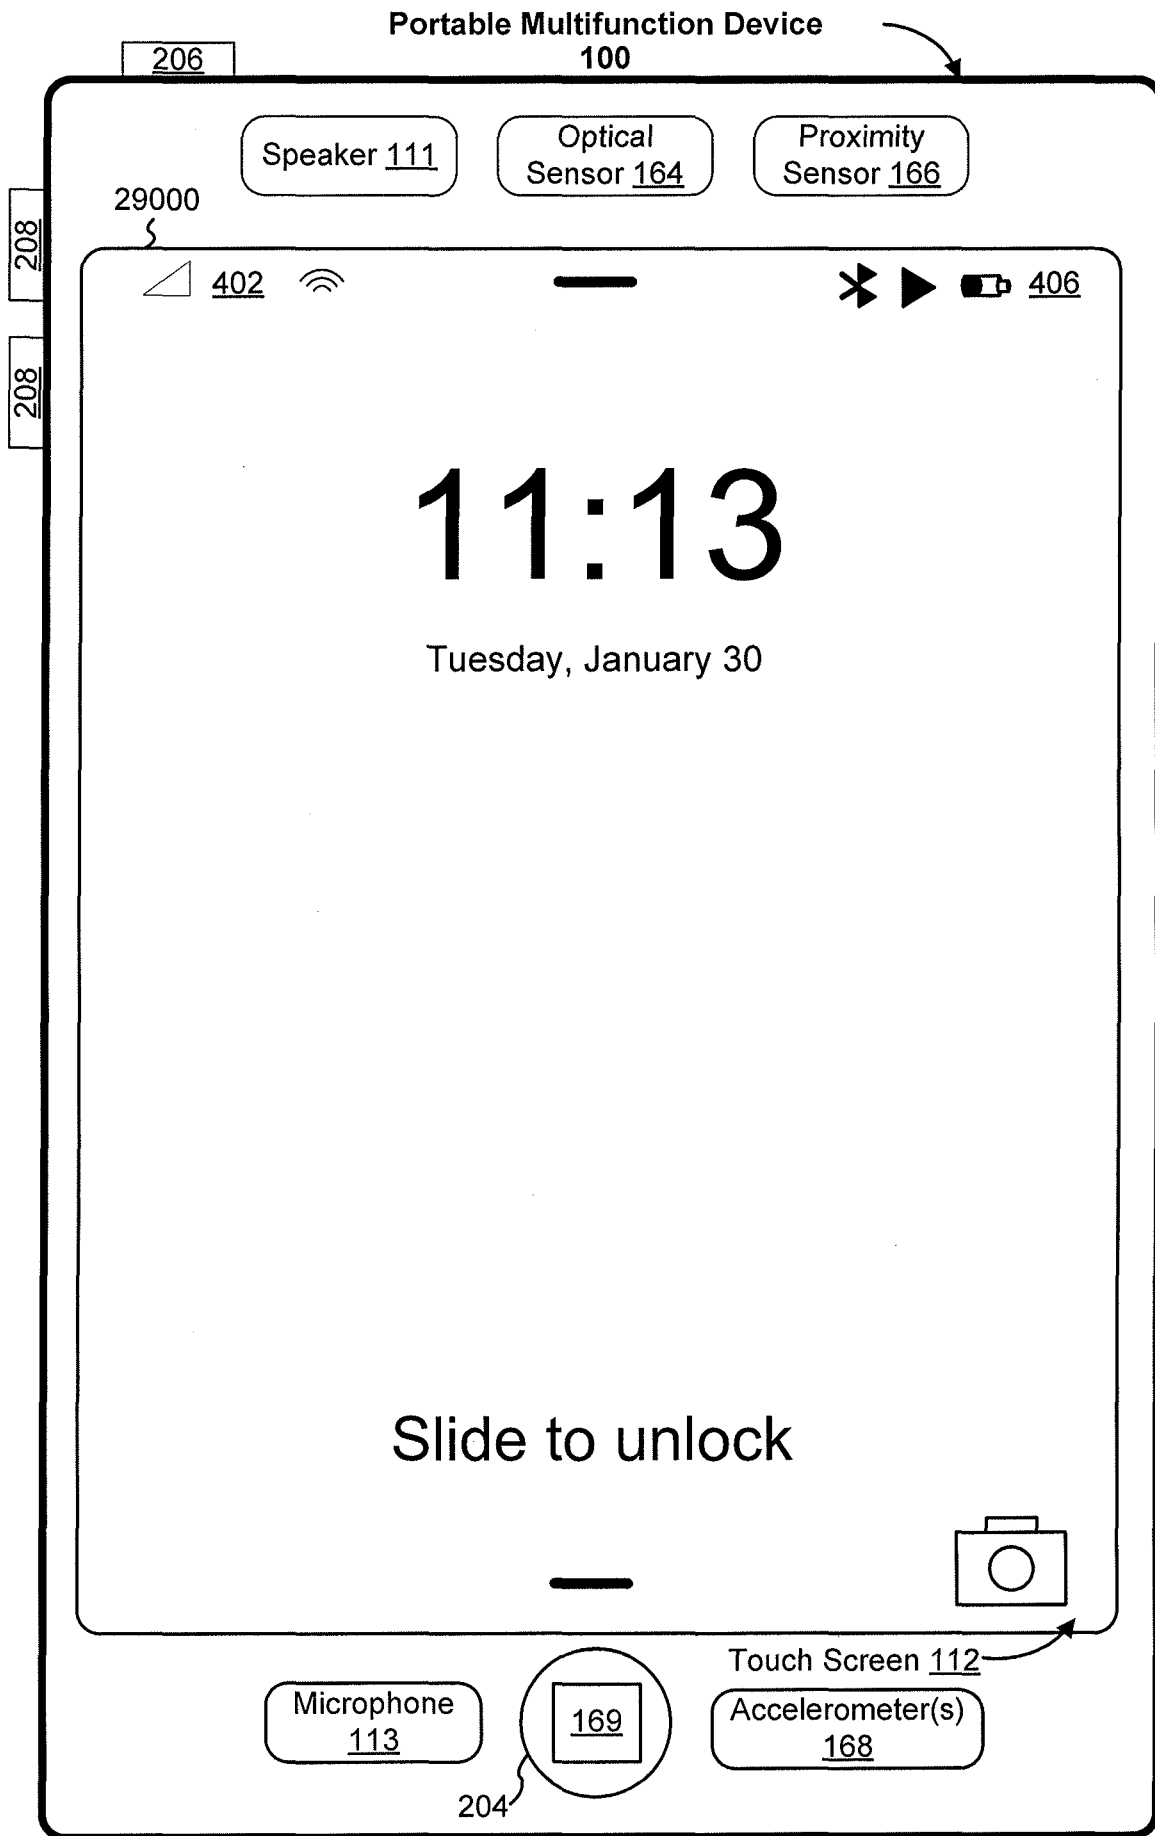 Portable Multifunction Device
100
206
Speaker 111
Optical
Sensor 164
Proximity
Sensor 166
29000
208
208
402
406
11:13
Tuesday, January 30
Slide to unlock
Touch Screen 112
Microphone
113
169
Accelerometer(s)
168
204